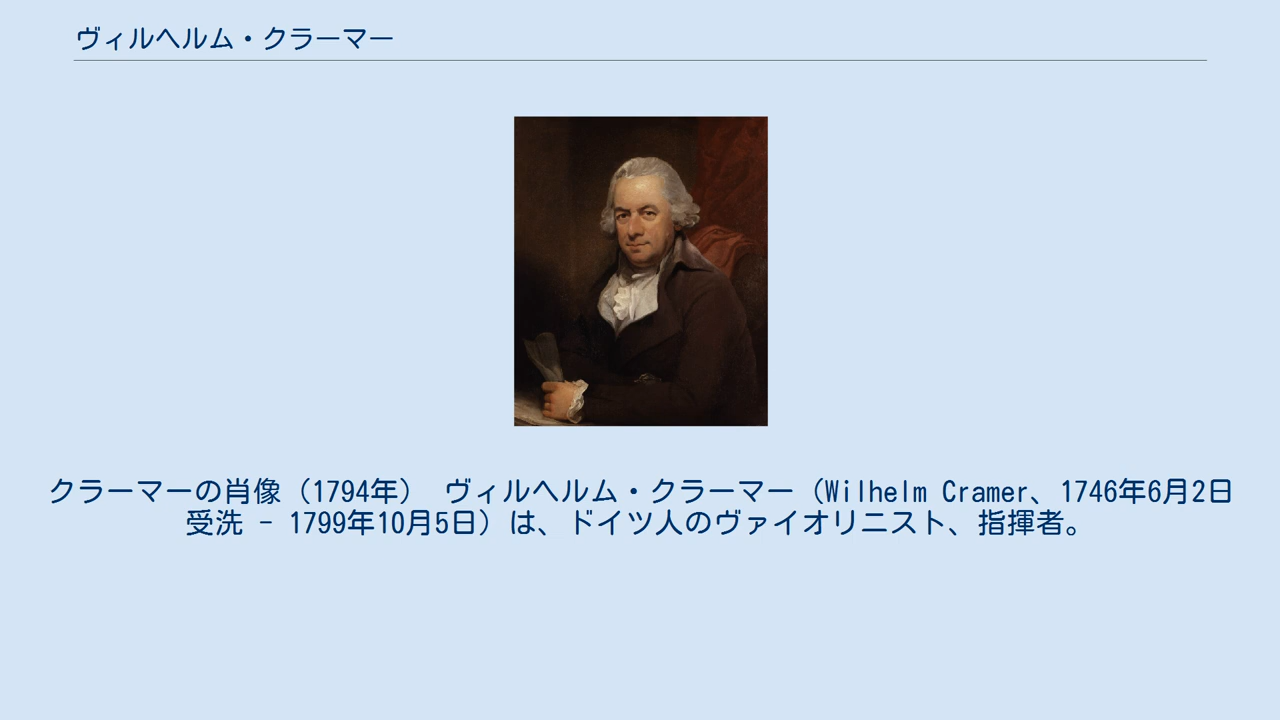 ヴィルヘルム・クラーマー
クラーマーの肖像（1794年） ヴィルヘルム・クラーマー（Wilhelm Cramer、1746年6月2日
受洗 - 1799年10月5日）は、ドイツ人のヴァイオリニスト、指揮者。